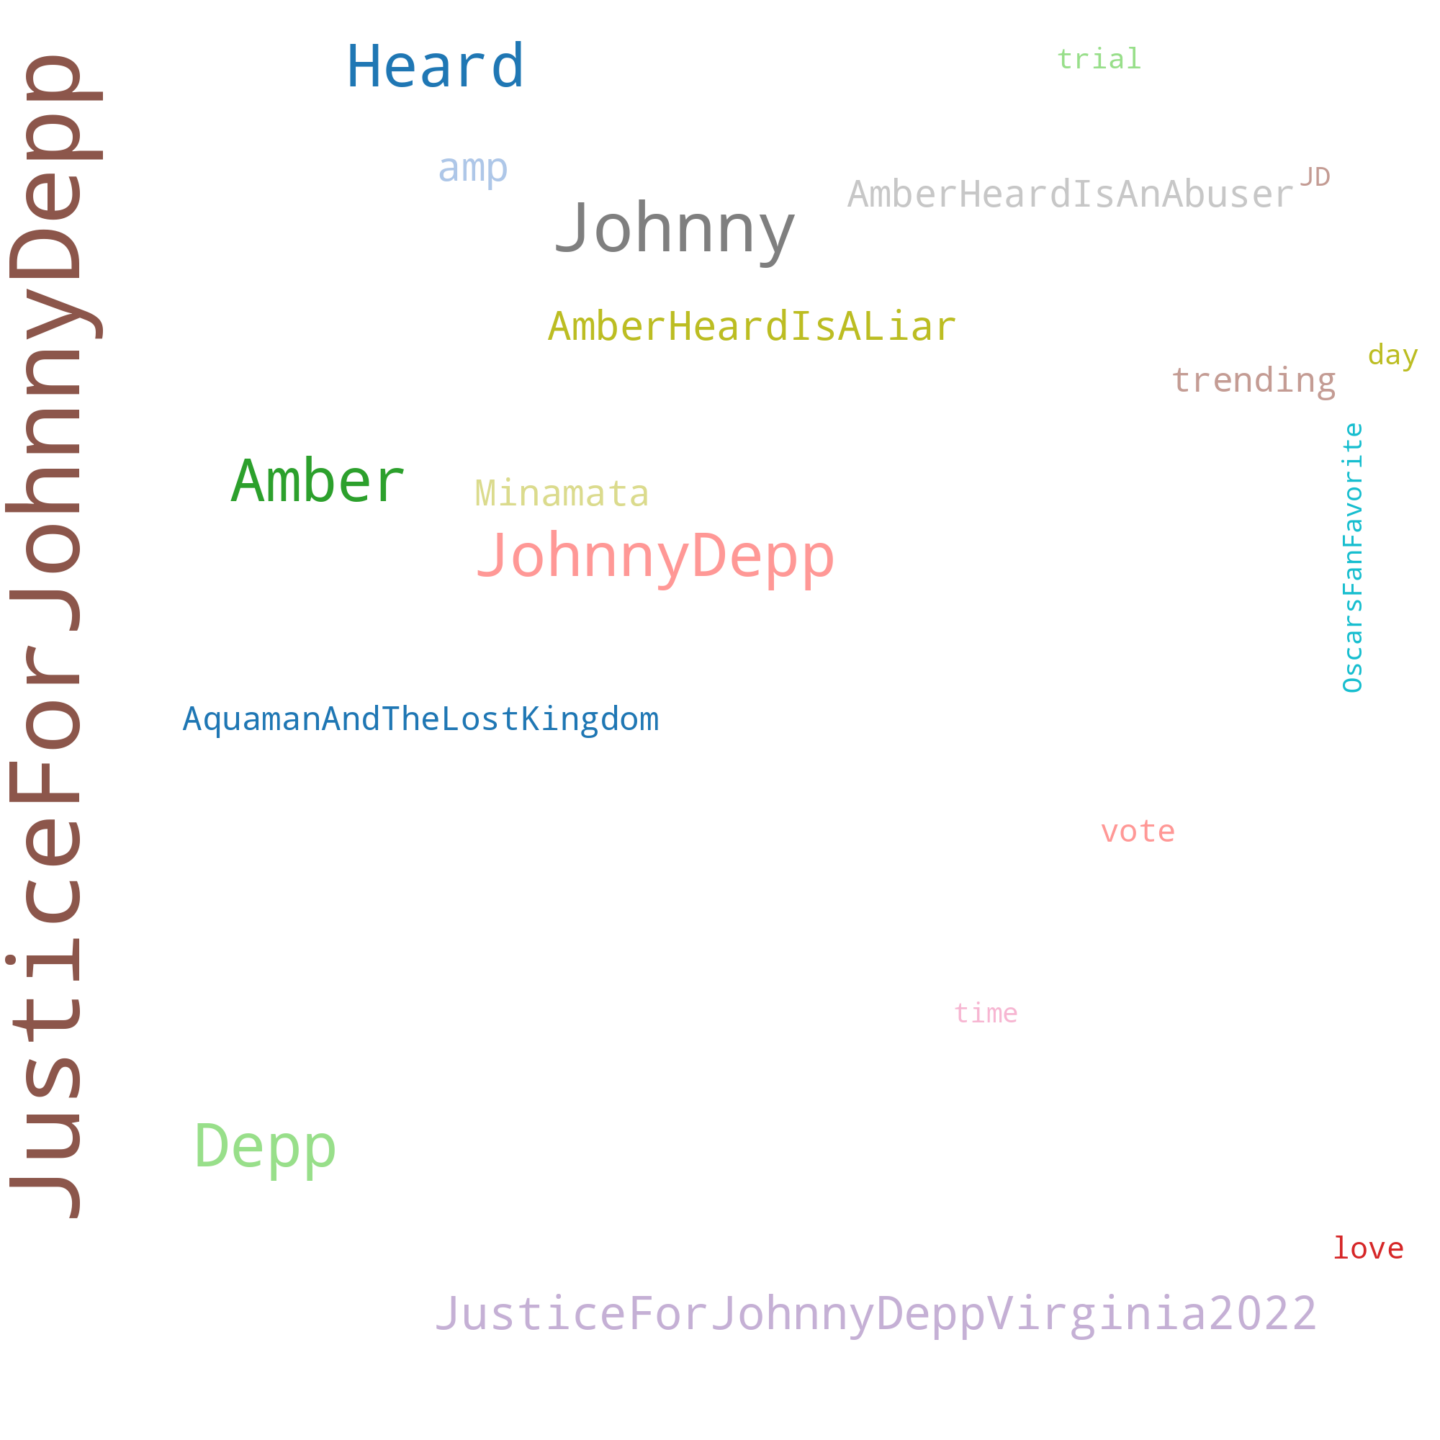 JusticeForJohnnyDepp
Heard
trial
amp
JD
AmberHeardIsAnAbuser
Johnny
AmberHeardIsALiar
day
trending
Amber
Minamata
OscarsFanFavorite
JohnnyDepp
AquamanAndTheLostKingdom
vote
time
Depp
love
JusticeForJohnnyDeppVirginia2022